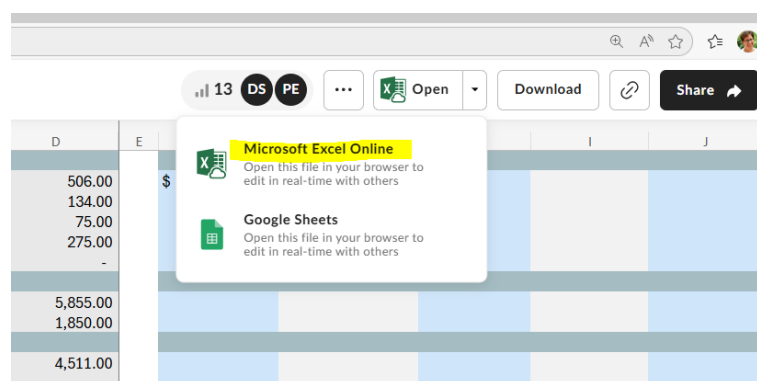 13 DS PE ... Open Download Share
Microsoft Excel Online
Open this file in your browser to
edit in real-time with others
Google Sheets
Open this file in your browser to
edit in real-time with others
D E I J
506.00 $
134.00
75.00
275.00
-
5,855.00
1,850.00
4,511.00